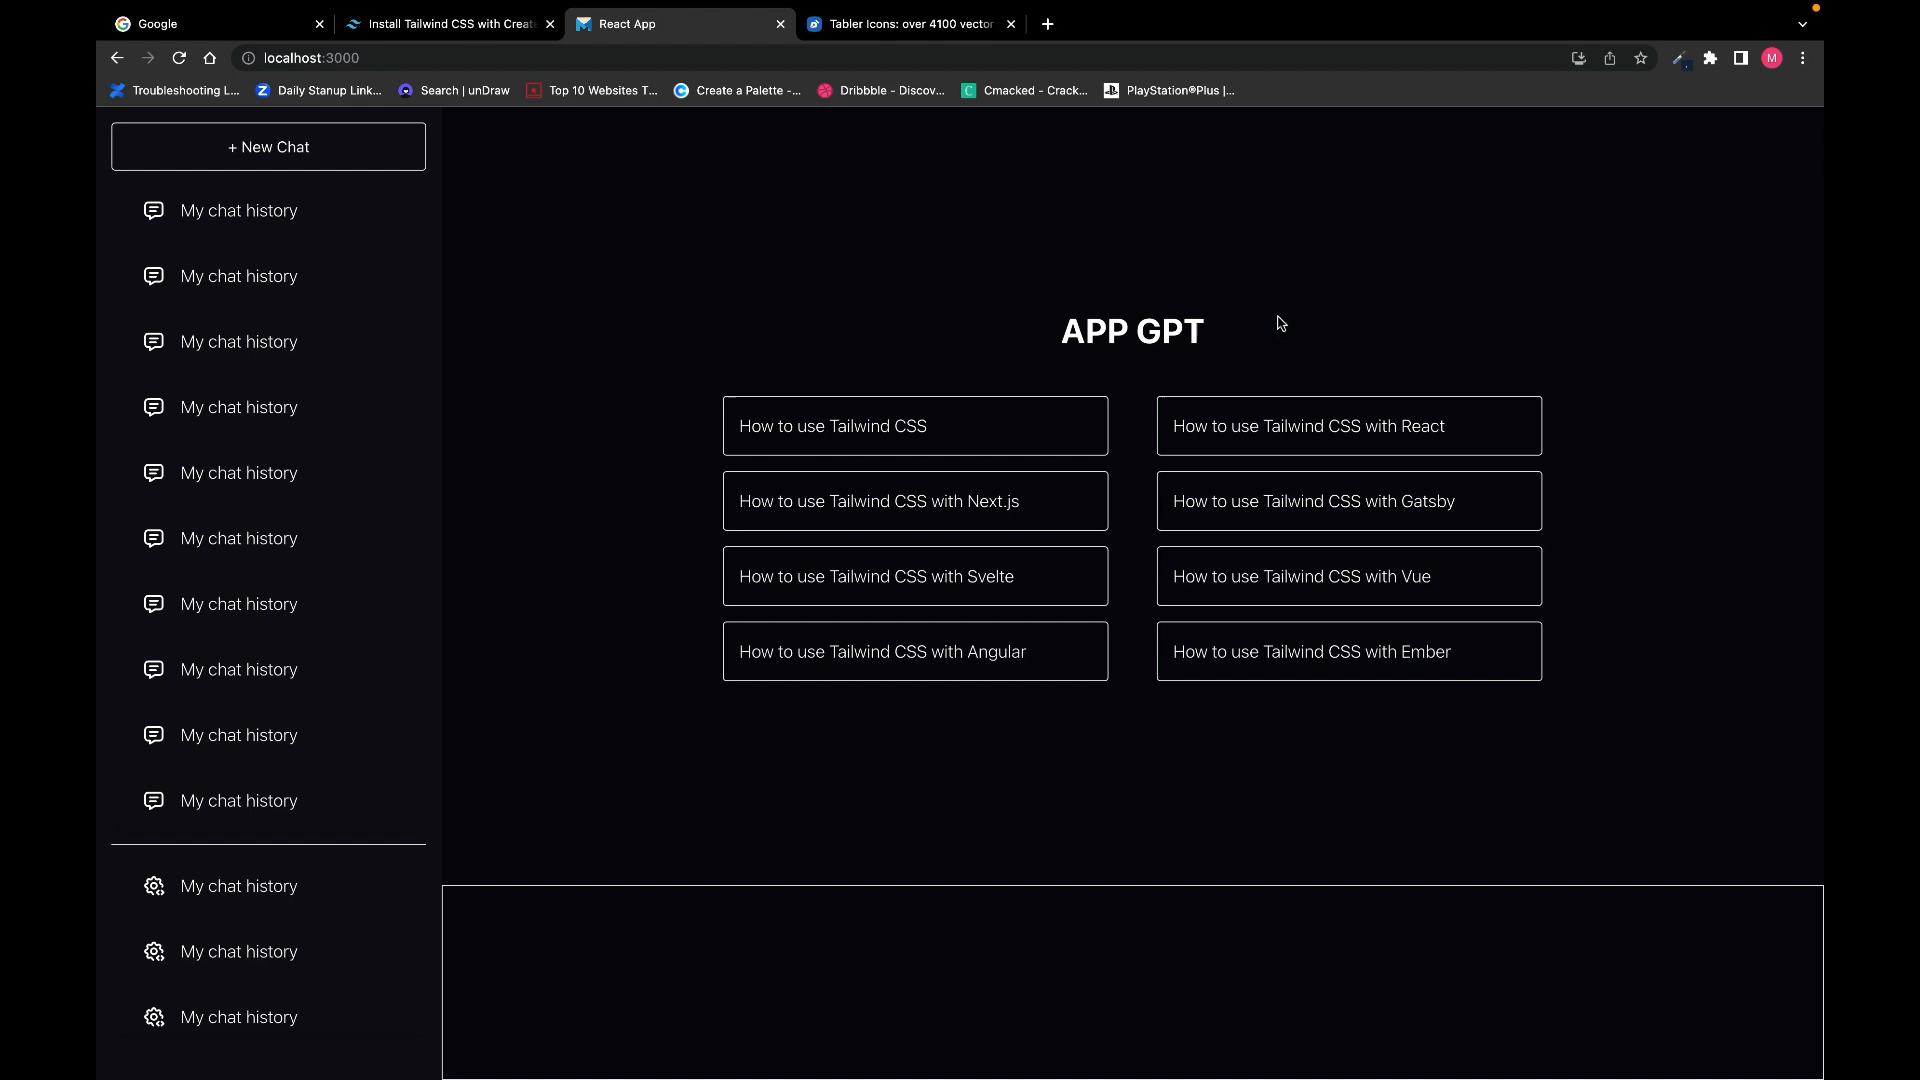 Google
Install Tailwind CSS with Create
React App
Tabler Icons: over 4100 vector
localhost:3000
M
Troubleshooting L...
Daily Stanup Link...
Search | unDraw
Top 10 Websites T...
Create a Palette -...
Dribbble - Discov...
Cmacked - Crack...
PlayStation®Plus |...
+ New Chat
My chat history
My chat history
My chat history
My chat history
My chat history
My chat history
My chat history
My chat history
My chat history
My chat history
My chat history
My chat history
My chat history
APP GPT
How to use Tailwind CSS
How to use Tailwind CSS with React
How to use Tailwind CSS with Next.js
How to use Tailwind CSS with Gatsby
How to use Tailwind CSS with Svelte
How to use Tailwind CSS with Vue
How to use Tailwind CSS with Angular
How to use Tailwind CSS with Ember